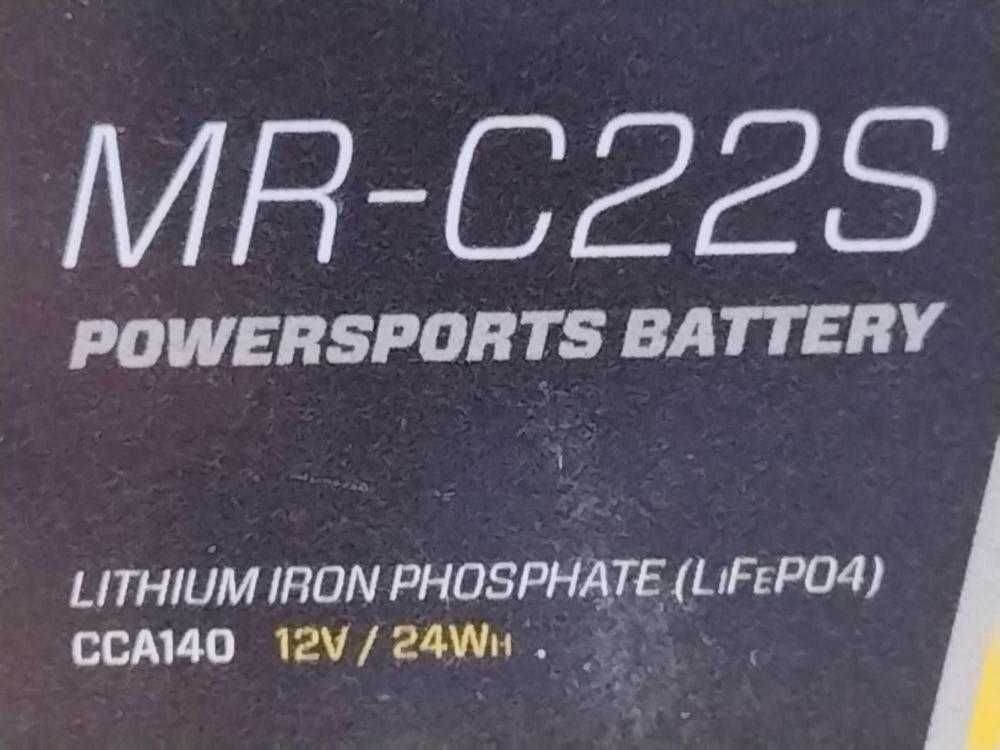 MR-C22S
POWERSPORTS BATTERY
LITHIUM IRON PHOSPHATE (LiFePO4)
CCA140 12V / 24WH